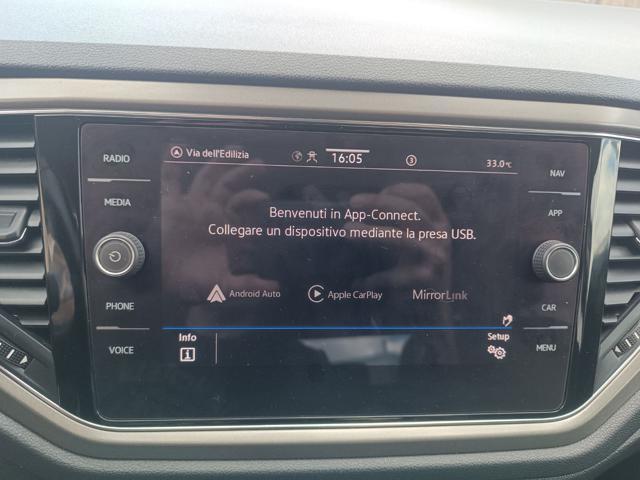 RADIO
MEDIA
PHONE
VOICE
Via dell'Edilizia
16:05
3
33.0°C
Benvenuti in App-Connect.
Collegare un dispositivo mediante la presa USB.
Android Auto
Apple CarPlay
MirrorLink
Info
i
Setup
NAV
APP
CAR
MENU